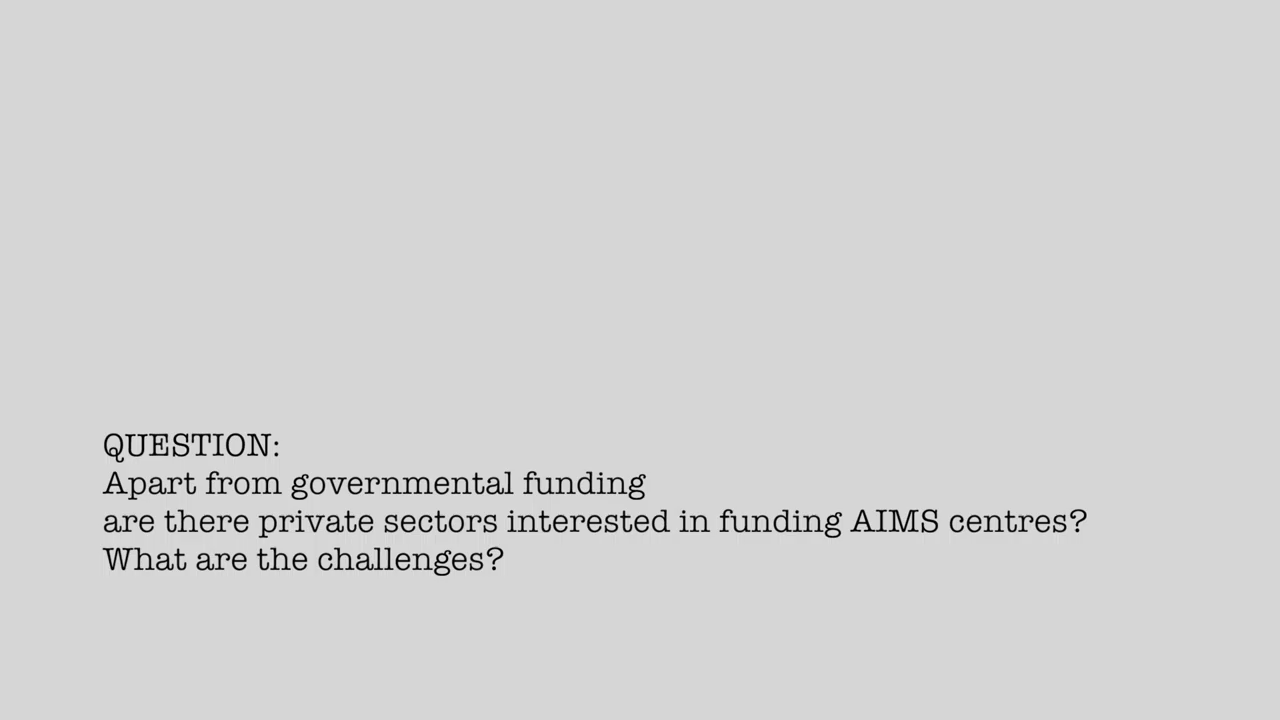 QUESTION:
Apart from governmental funding
are there private sectors interested in funding AIMS centres?
What are the challenges?